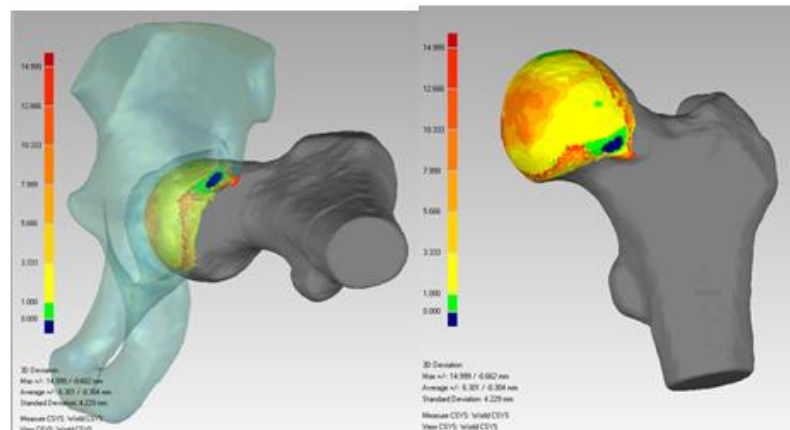 14.999
12.666
10.333
7.999
5.666
3.333
1.000
0.000
3D Deviation
Max +/-: 14.999 / -0.662 mm
Average +/-: 6.301 / -0.304 mm
Standard Deviation: 4.229 mm
Measure CSYS: World CSYS
View CSYS: World CSYS
14.999
12.666
10.333
7.999
5.666
3.333
1.000
0.000
3D Deviation
Max +/-: 14.999 / -0.662 mm
Average +/-: 6.301 / -0.304 mm
Standard Deviation: 4.229 mm
Measure CSYS: World CSYS
View CSYS: World CSYS